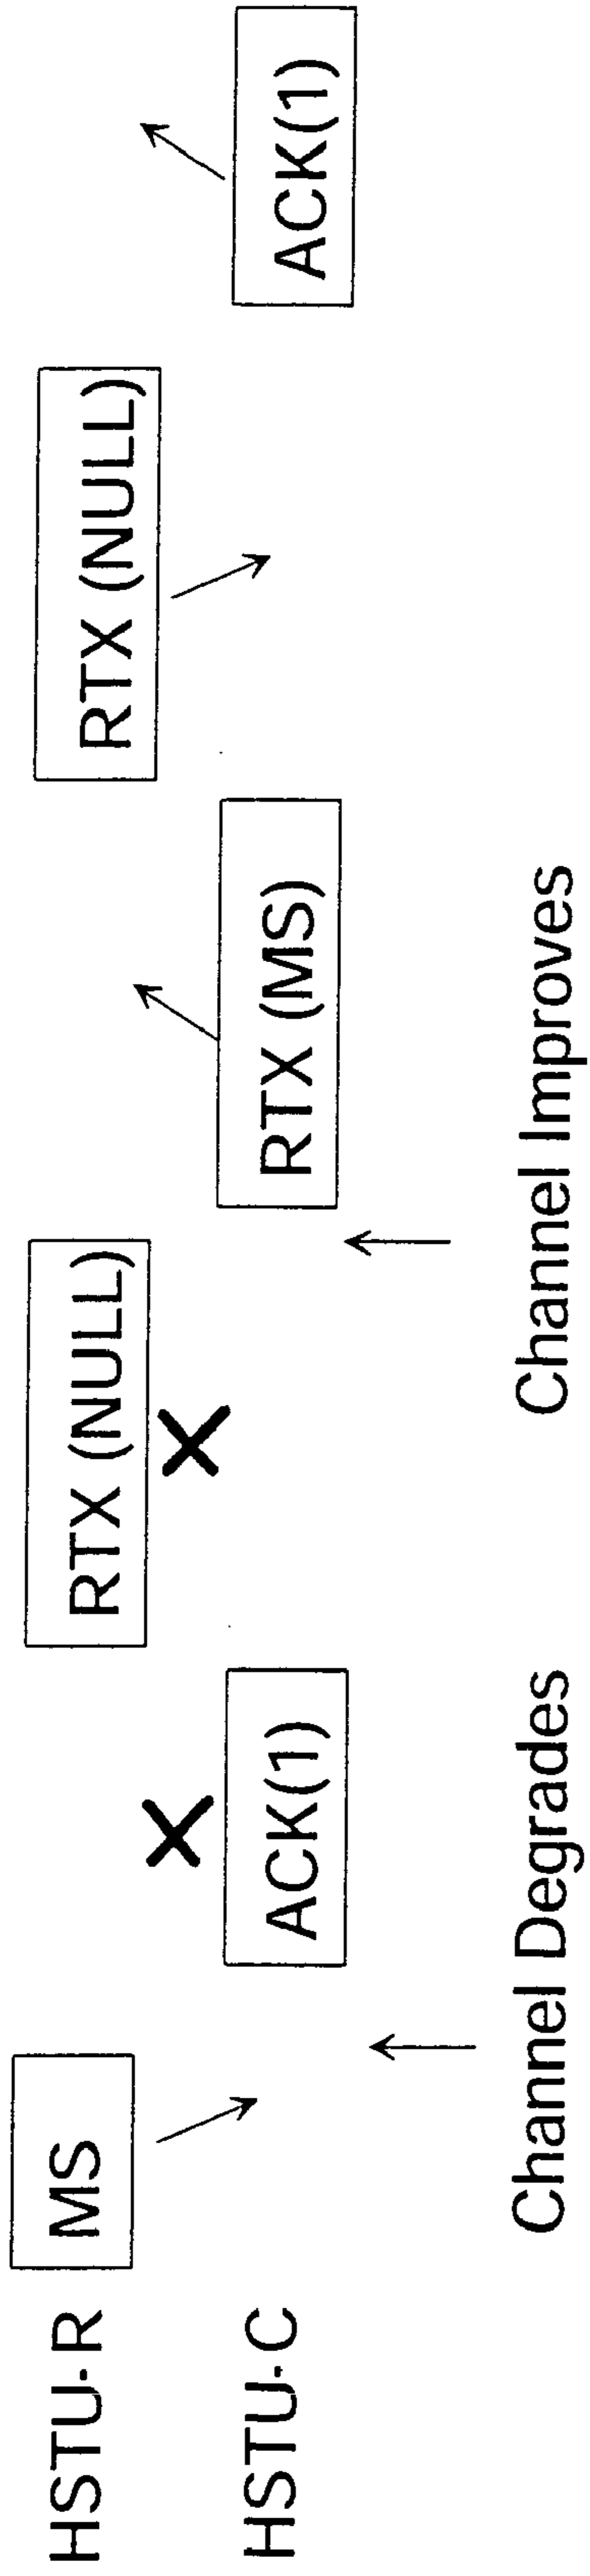 HSTU-R
MS
RTX (NULL)
RTX (NULL)
HSTU-C
ACK(1)
RTX (MS)
ACK(1)
Channel Degrades
Channel Improves